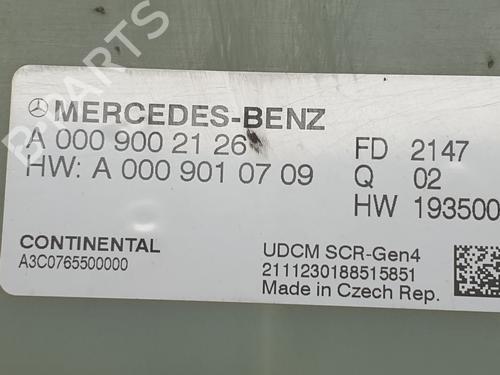 B-PARTS
MERCEDES-BENZ
A 000 900 21 26
HW: A 000 901 07 09
FD 2147
Q 02
HW 193500
CONTINENTAL
A3C0765500000
UDCM SCR-Gen4
2111230188515851
Made in Czech Rep.